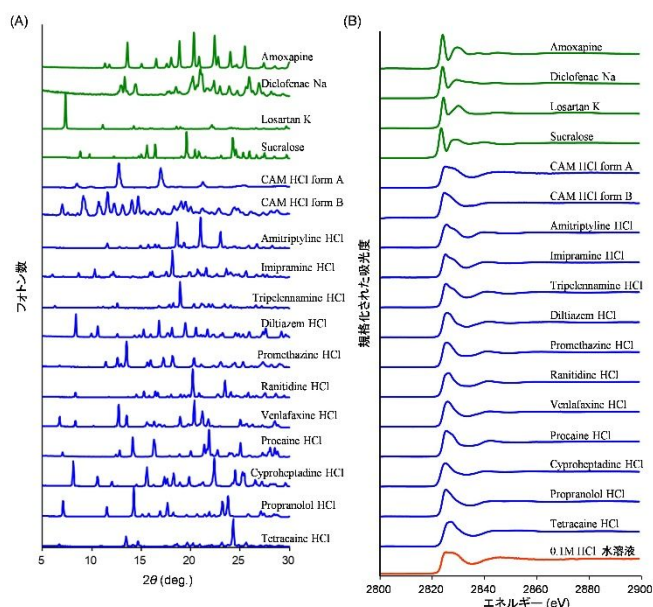 (A)
フォトン数
Amoxapine
Diclofenac Na
Losartan K
Sucralose
CAM HCl form A
CAM HCl form B
Amitriptyline HCl
Imipramine HCl
Tripelennamine HCl
Diltiazem HCl
Promethazine HCl
Ranitidine HCl
Venlafaxine HCl
Procaine HCl
Cyproheptadine HCl
Propranolol HCl
Tetracaine HCl
5 10 15 20 25 30
2θ (deg.)
(B)
規格化された吸光度
Amoxapine
Diclofenac Na
Losartan K
Sucralose
CAM HCl form A
CAM HCl form B
Amitriptyline HCl
Imipramine HCl
Tripelennamine HCl
Diltiazem HCl
Promethazine HCl
Ranitidine HCl
Venlafaxine HCl
Procaine HCl
Cyproheptadine HCl
Propranolol HCl
Tetracaine HCl
0.1M HCl 水溶液
2800 2820 2840 2860 2880 2900
エネルギー (eV)